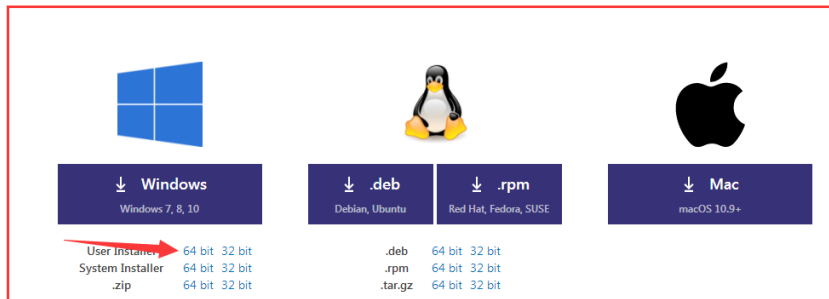 Windows
Windows 7, 8, 10
.deb
Debian, Ubuntu
.rpm
Red Hat, Fedora, SUSE
Mac
macOS 10.9+
User Installer 64 bit 32 bit
System Installer 64 bit 32 bit
.zip 64 bit 32 bit
.deb 64 bit 32 bit
.rpm 64 bit 32 bit
.tar.gz 64 bit 32 bit